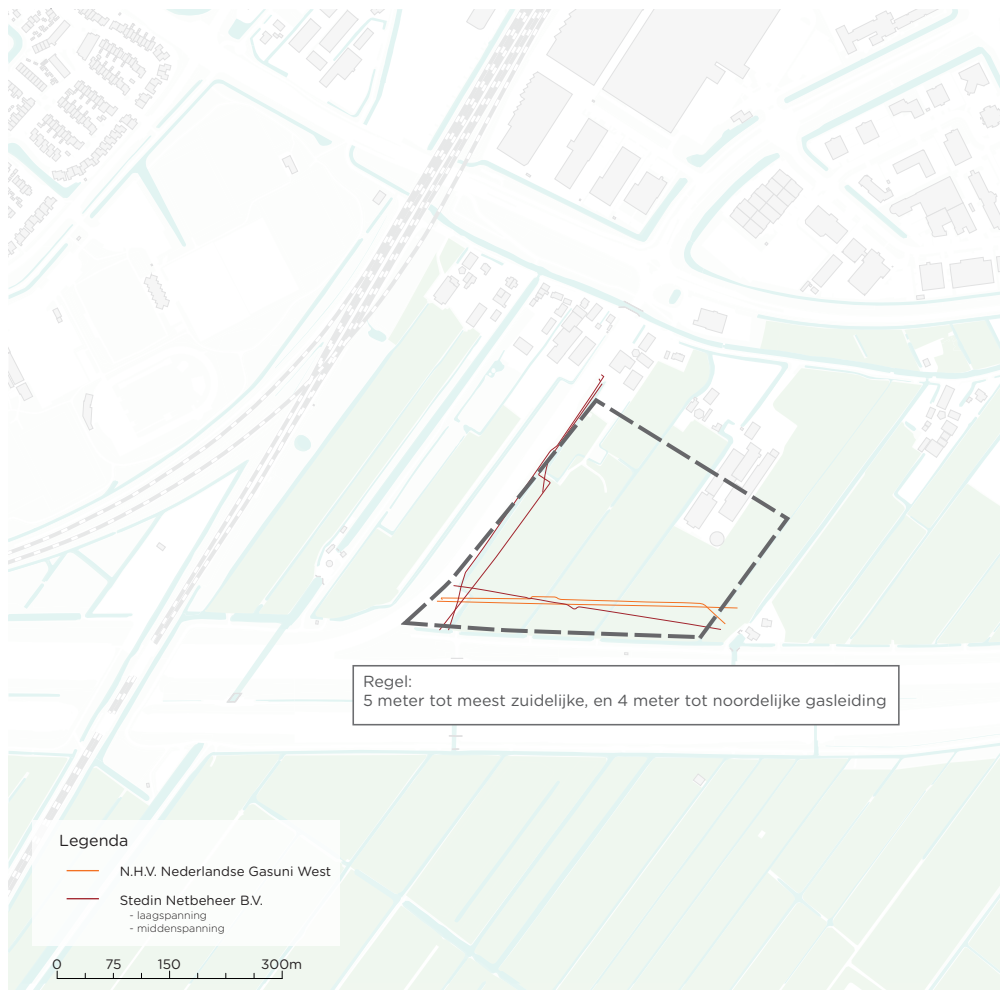 Regel:
5 meter tot meest zuidelijke, en 4 meter tot noordelijke gasleiding
Legenda
N.H.V. Nederlandse Gasuni West
Stedin Netbeheer B.V.
- laagspanning
- middenspanning
0 75 150 300m